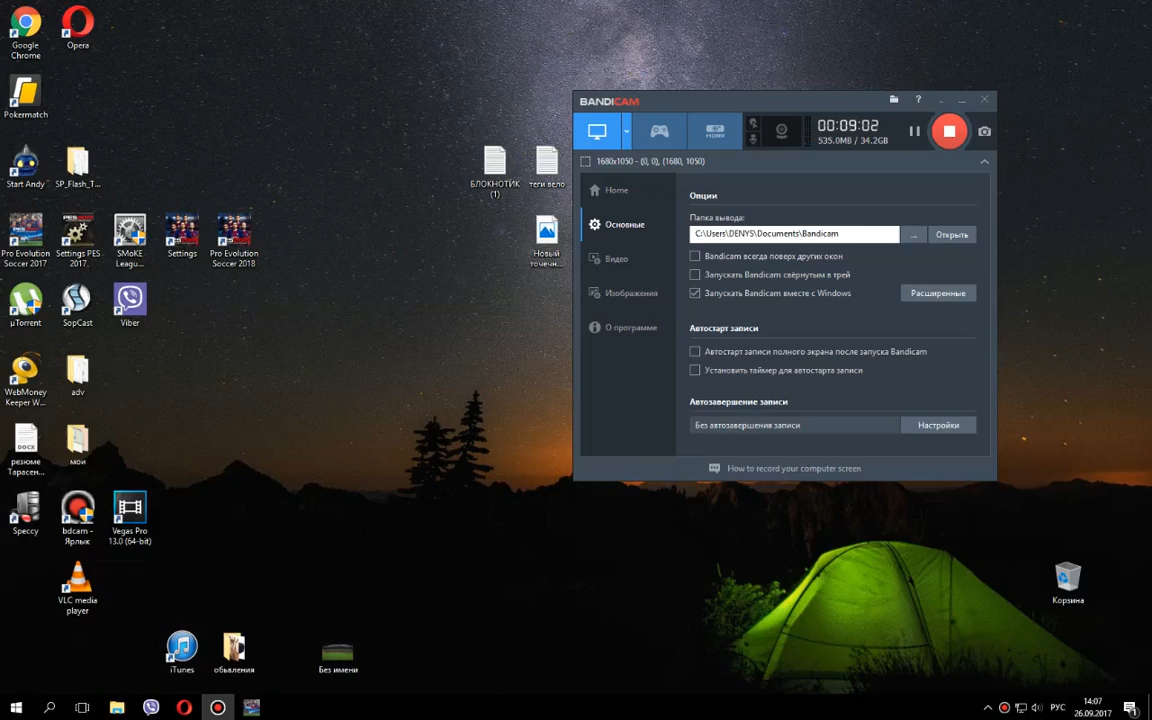 Google
Chrome
Opera
Pokermatch
Start Andy
SP_Flash_T...
Pro Evolution
Soccer 2017
Settings PES
2017
SMoKE
Leagu...
Settings
Pro Evolution
Soccer 2018
µTorrent
SopCast
Viber
WebMoney
Keeper W...
adv
DOCX
резюме
Тарасен...
мои
Speccy
bdcam -
Ярлык
Vegas Pro
13.0 (64-bit)
VLC media
player
iTunes
обьвления
Без имени
БЛОКНОТИК
(1)
теги вело
Новый
точечн...
BANDICAM
?
HDMI
00:09:02
535.0MB / 34.2GB
1680x1050 - (0, 0), (1680, 1050)
Home
Основные
Видео
Изображения
О программе
Опции
Папка вывода:
C:\Users\DENYS\Documents\Bandicam
...
Открыть
Bandicam всегда поверх других окон
Запускать Bandicam свёрнутым в трей
Запускать Bandicam вместе с Windows
Расширенные
Автостарт записи
Автостарт записи полного экрана после запуска Bandicam
Установить таймер для автостарта записи
Автозавершение записи
Без автозавершения записи
Настройки
How to record your computer screen
Корзина
РУС
14:07
26.09.2017
1